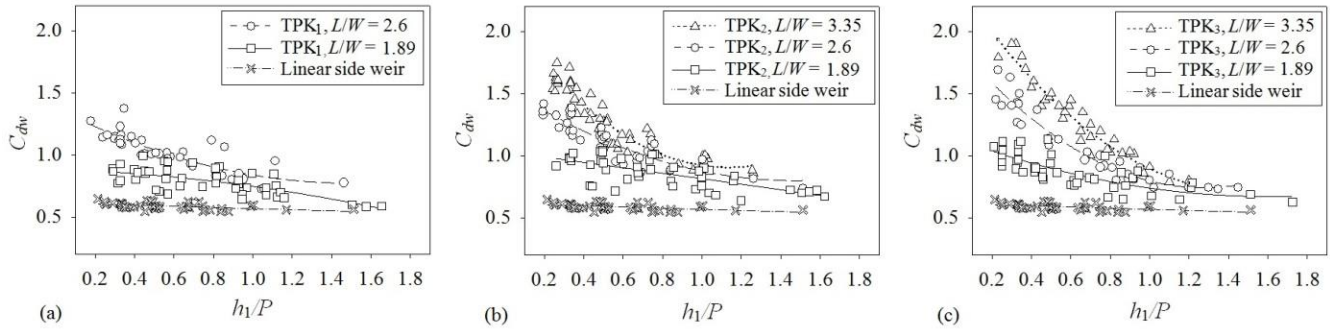 TPK₁, L/W = 2.6
TPK₁, L/W = 1.89
Linear side weir
2.0
1.5
1.0
0.5
C_dw
0.2 0.4 0.6 0.8 1.0 1.2 1.4 1.6 1.8
h₁/P
(a)
TPK₂, L/W = 3.35
TPK₂, L/W = 2.6
TPK₂, L/W = 1.89
Linear side weir
2.0
1.5
1.0
0.5
C_dw
0.2 0.4 0.6 0.8 1.0 1.2 1.4 1.6 1.8
h₁/P
(b)
TPK₃, L/W = 3.35
TPK₃, L/W = 2.6
TPK₃, L/W = 1.89
Linear side weir
2.0
1.5
1.0
0.5
C_dw
0.2 0.4 0.6 0.8 1.0 1.2 1.4 1.6 1.8
h₁/P
(c)